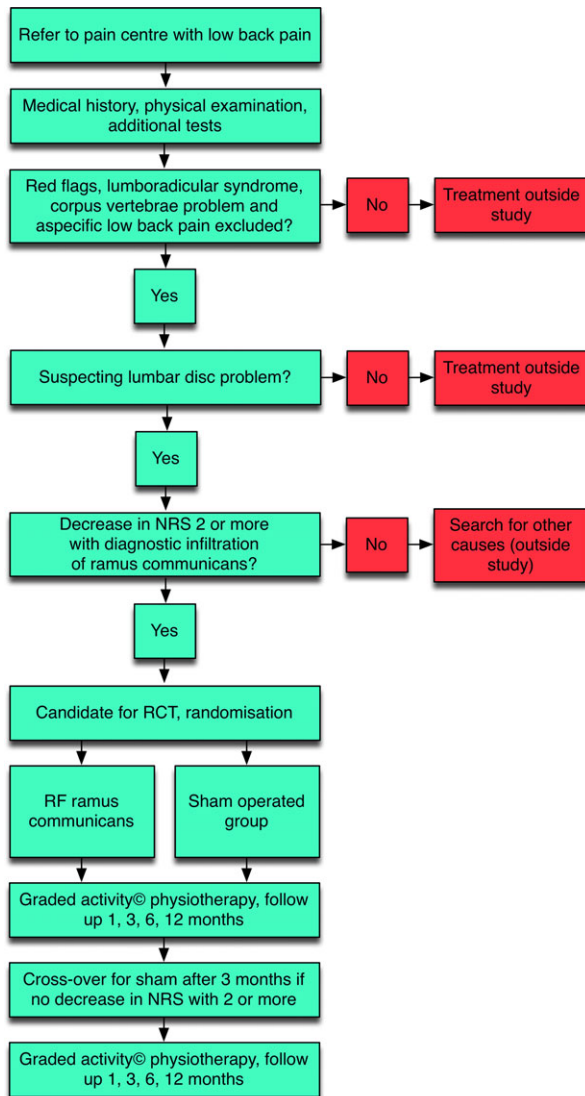 Refer to pain centre with low back pain
Medical history, physical examination,
additional tests
Red flags, lumboradicular syndrome,
corpus vertebrae problem and
aspecific low back pain excluded?
No
Treatment outside
study
Yes
Suspecting lumbar disc problem?
No
Treatment outside
study
Yes
Decrease in NRS 2 or more
with diagnostic infiltration
of ramus communicans?
No
Search for other
causes (outside
study)
Yes
Candidate for RCT, randomisation
RF ramus
communicans
Sham operated
group
Graded activity© physiotherapy, follow
up 1, 3, 6, 12 months
Cross-over for sham after 3 months if
no decrease in NRS with 2 or more
Graded activity© physiotherapy, follow
up 1, 3, 6, 12 months